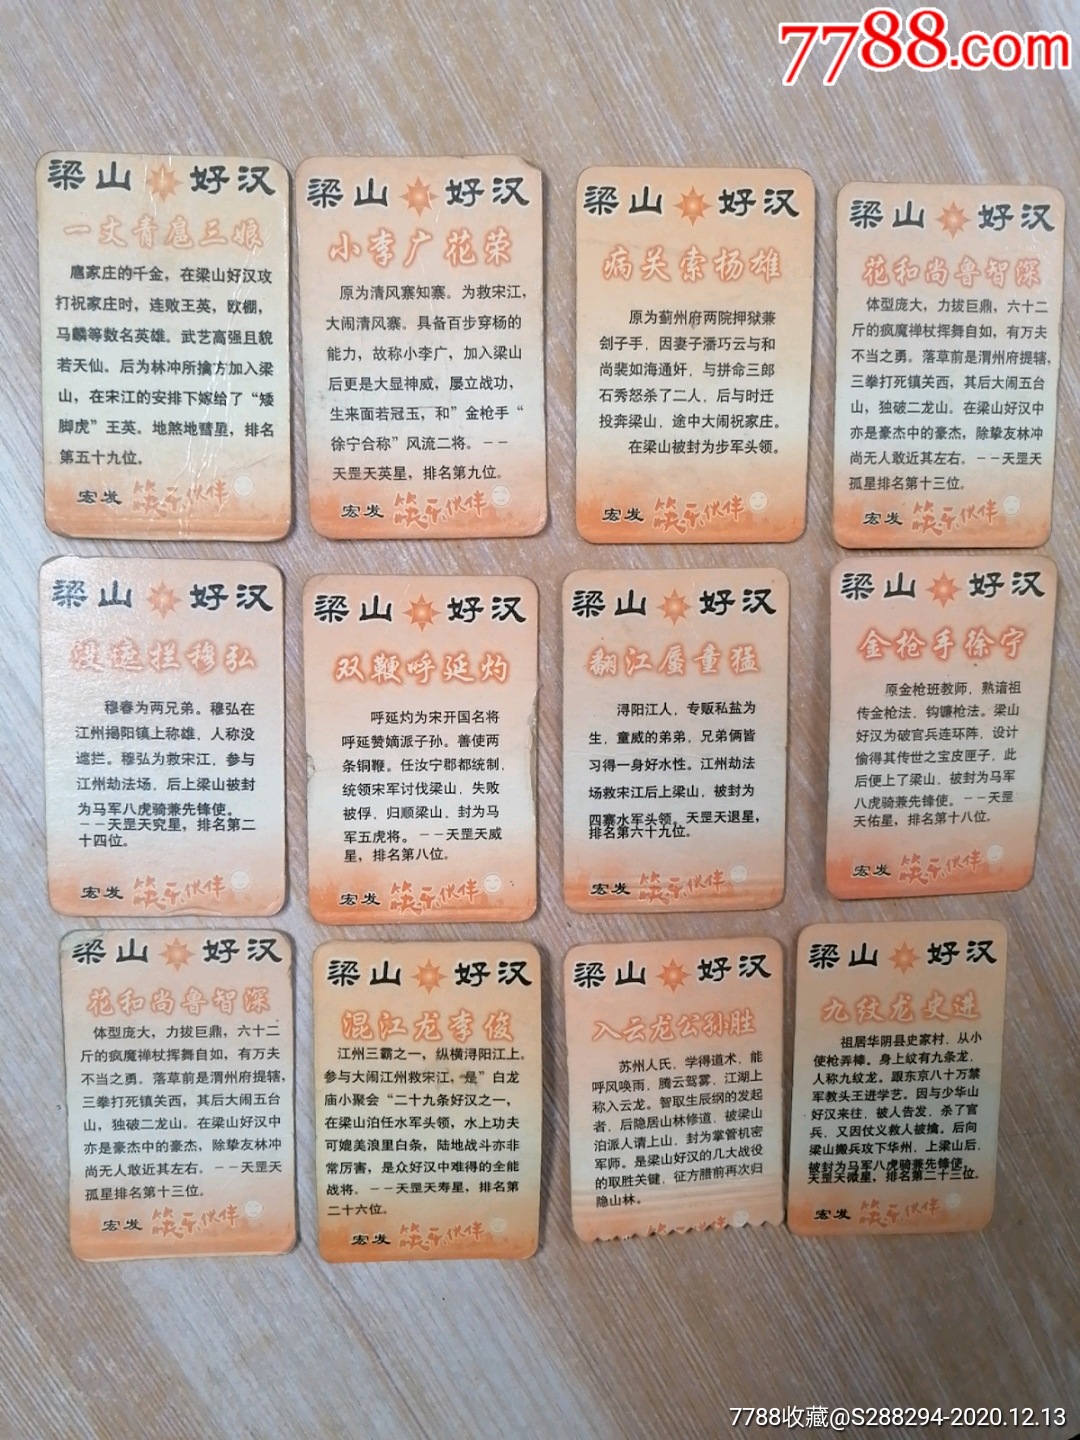 7788.com
梁山 好汉
一丈青扈三娘
扈家庄的千金，在梁山好汉攻
打祝家庄时，连败王英，欧棚，
马麟等数名英雄。武艺高强且貌
若天仙。后为林冲所擒方加入梁
山，在宋江的安排下嫁给了“矮
脚虎”王英。地煞地彗星，排名
第五十九位。
宏发 筷子伙伴
梁山 好汉
小李广花荣
原为清风寨知寨。为救宋江，
大闹清风寨。具备百步穿杨的
能力，故称小李广，加入梁山
后更是大显神威，屡立战功，
生来面若冠玉，和”金枪手“
徐宁合称”风流二将。－－
天罡天英星，排名第九位。
宏发 筷子伙伴
梁山 好汉
病关索杨雄
原为蓟州府两院押狱兼
刽子手，因妻子潘巧云与和
尚裴如海通奸，与拼命三郎
石秀怒杀了二人，后与时迁
投奔梁山，途中大闹祝家庄。
在梁山被封为步军头领。
宏发 筷子伙伴
梁山 好汉
花和尚鲁智深
体型庞大，力拔巨鼎，六十二
斤的疯魔禅杖挥舞自如，有万夫
不当之勇。落草前是渭州府提辖，
三拳打死镇关西，其后大闹五台
山，独破二龙山。在梁山好汉中
亦是豪杰中的豪杰，除挚友林冲
尚无人敢近其左右。－－天罡天
孤星排名第十三位。
宏发 筷子伙伴
梁山 好汉
没遮拦穆弘
穆春为两兄弟。穆弘在
江州揭阳镇上称雄，人称没
遮拦。穆弘为救宋江，参与
江州劫法场，后上梁山被封
为马军八虎骑兼先锋使。
－－天罡天究星，排名第二
十四位。
宏发 筷子伙伴
梁山 好汉
双鞭呼延灼
呼延灼为宋开国名将
呼延赞嫡派子孙。善使两
条铜鞭。任汝宁郡都统制，
统领宋军讨伐梁山，失败
被俘，归顺梁山，封为马
军五虎将。－－天罡天威
星，排名第八位。
宏发 筷子伙伴
梁山 好汉
翻江蜃童猛
浔阳江人，专贩私盐为
生，童威的弟弟，兄弟俩皆
习得一身好水性。江州劫法
场救宋江后上梁山，被封为
四寨水军头领。天罡天退星，
排名第六十九位。
宏发 筷子伙伴
梁山 好汉
金枪手徐宁
原金枪班教师，熟谙祖
传金枪法，钩镰枪法。梁山
好汉为破官兵连环阵，设计
偷得其传世之宝皮匣子，此
后便上了梁山，被封为马军
八虎骑兼先锋使。－－天罡
天佑星，排名第十八位。
宏发 筷子伙伴
梁山 好汉
花和尚鲁智深
体型庞大，力拔巨鼎，六十二
斤的疯魔禅杖挥舞自如，有万夫
不当之勇。落草前是渭州府提辖，
三拳打死镇关西，其后大闹五台
山，独破二龙山。在梁山好汉中
亦是豪杰中的豪杰，除挚友林冲
尚无人敢近其左右。－－天罡天
孤星排名第十三位。
宏发 筷子伙伴
梁山 好汉
混江龙李俊
江州三霸之一，纵横浔阳江上。
参与大闹江州救宋江，是”白龙
庙小聚会“二十九条好汉之一，
在梁山泊任水军头领，水上功夫
可媲美浪里白条，陆地战斗亦非
常厉害，是众好汉中难得的全能
战将。－－天罡天寿星，排名第
二十六位。
宏发 筷子伙伴
梁山 好汉
入云龙公孙胜
苏州人氏，学得道术，能
呼风唤雨，腾云驾雾，江湖上
称入云龙。智取生辰纲的发起
者，后隐居山林修道，被梁山
泊派人请上山，封为掌管机密
军师。是梁山好汉的几大战役
的取胜关键，征方腊前再次归
隐山林。
梁山 好汉
九纹龙史进
祖居华阴县史家村，从小
使枪弄棒。身上纹有九条龙，
人称九纹龙。跟东京八十万禁
军教头王进学艺。因与少华山
好汉来往，被人告发，杀了官
兵，又因仗义救人被擒。后向
梁山搬兵攻下华州，上梁山后，
被封为马军八虎骑兼先锋使。
天罡天微星，排名第二十三位。
宏发 筷子伙伴
7788收藏@S288294-2020.12.13